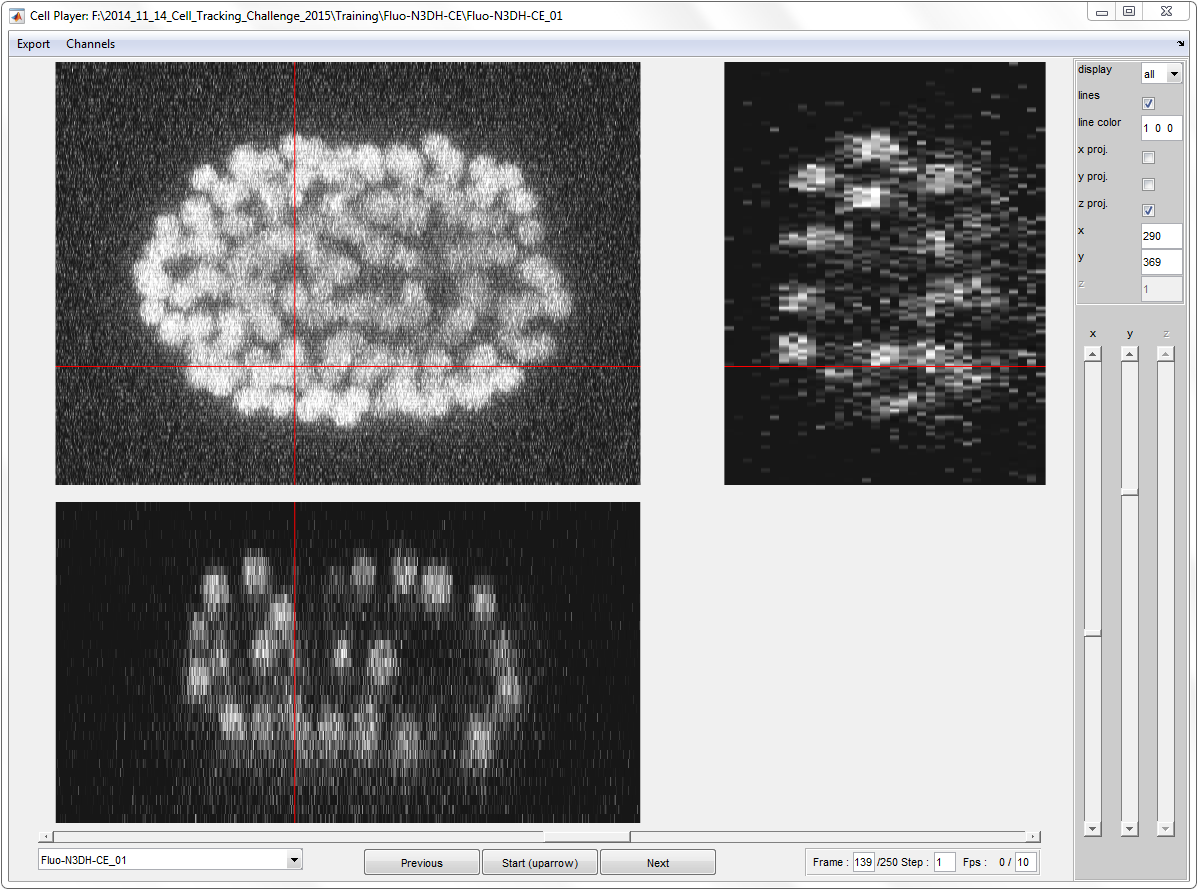 Cell Player: F:\2014_11_14_Cell_Tracking_Challenge_2015\Training\Fluo-N3DH-CE\Fluo-N3DH-CE_01
Export Channels
display all
lines
line color 1 0 0
x proj.
y proj.
z proj.
x 290
y 369
z 1
x y z
Fluo-N3DH-CE_01 Previous Start (uparrow) Next Frame : 139 /250 Step : 1 Fps : 0 / 10